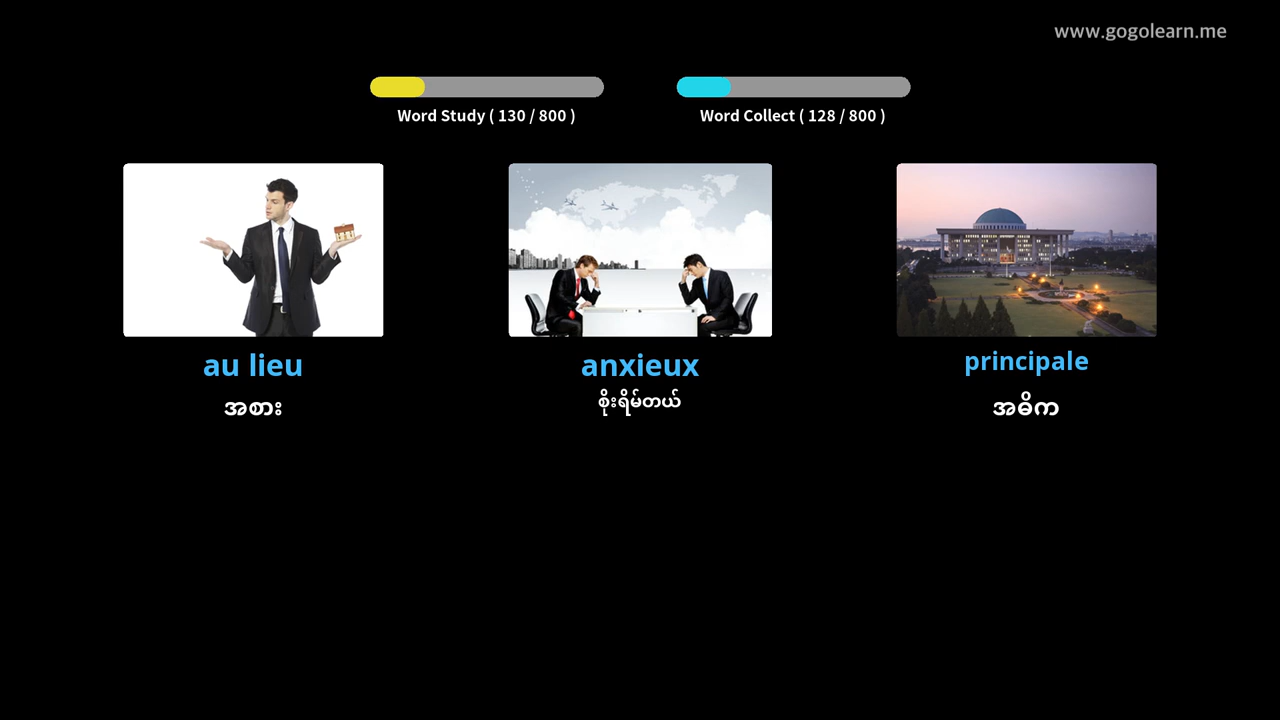 www.gogolearn.me
Word Study ( 130 / 800 )
Word Collect ( 128 / 800 )
au lieu
anxieux
principale
အစား
စိုးရိမ်တယ်
အဓိက